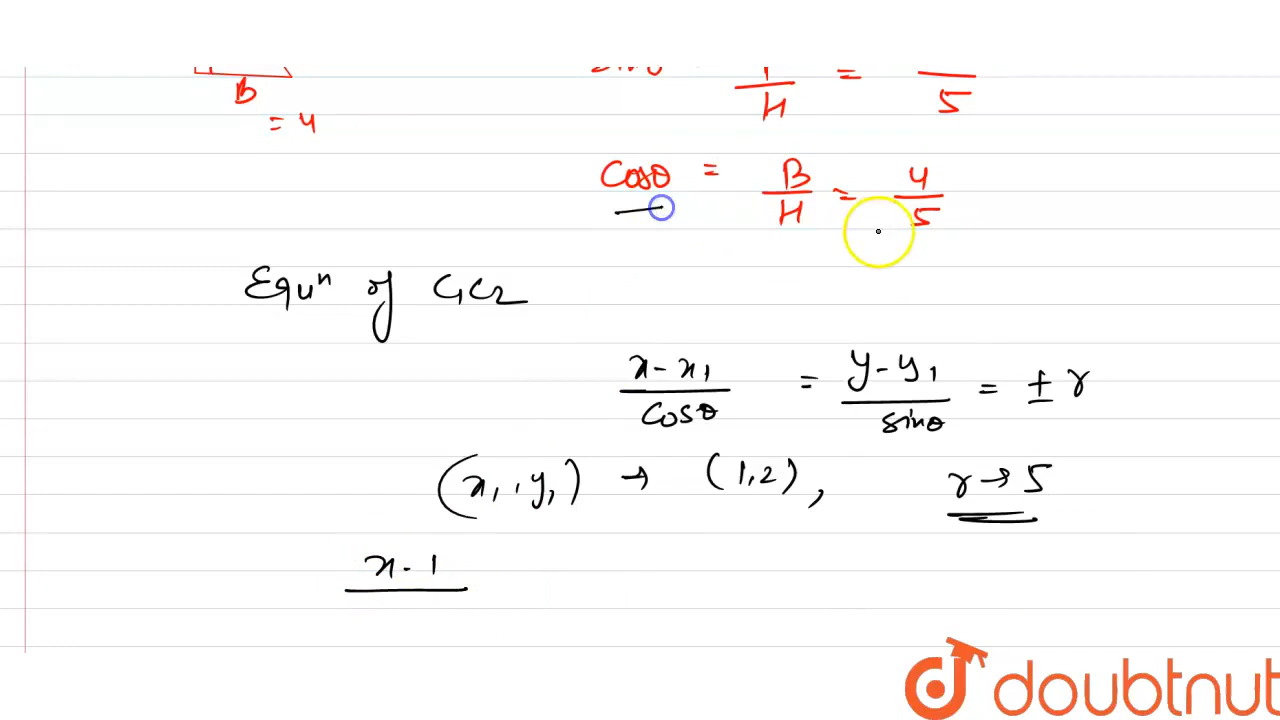 B
= 4
H = 5
Cosθ = B/H = 4/5
Equⁿ of C₁C₂
x - x₁ / cosθ = y - y₁ / sinθ = ± r
(x₁, y₁) → (1, 2), r → 5
x - 1
doubtnut